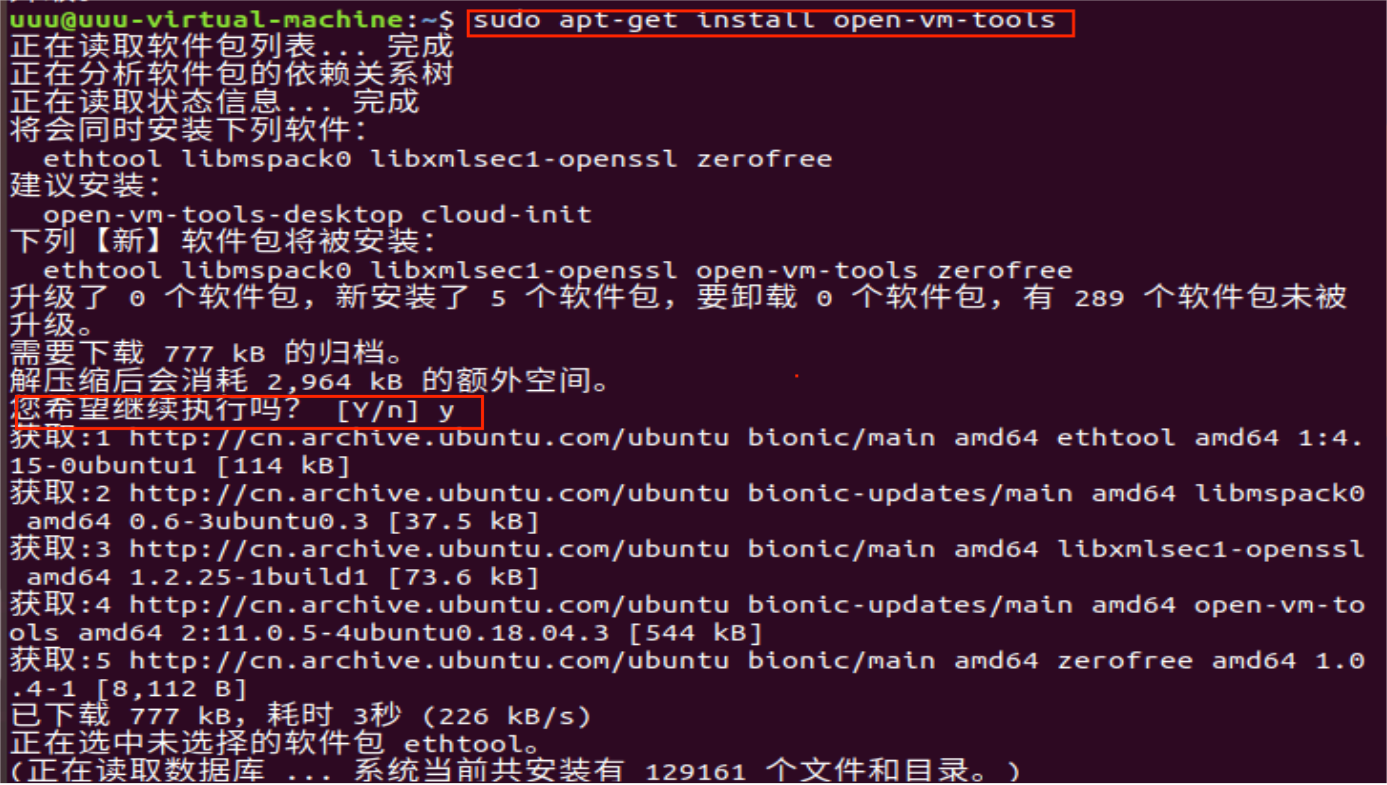 uuu@uuu-virtual-machine:~$ sudo apt-get install open-vm-tools
正在读取软件包列表... 完成
正在分析软件包的依赖关系树
正在读取状态信息... 完成
将会同时安装下列软件：
  ethtool libmspack0 libxmlsec1-openssl zerofree
建议安装：
  open-vm-tools-desktop cloud-init
下列【新】软件包将被安装：
  ethtool libmspack0 libxmlsec1-openssl open-vm-tools zerofree
升级了 0 个软件包，新安装了 5 个软件包，要卸载 0 个软件包，有 289 个软件包未被
升级。
需要下载 777 kB 的归档。
解压缩后会消耗 2,964 kB 的额外空间。
您希望继续执行吗？ [Y/n] y
获取:1 http://cn.archive.ubuntu.com/ubuntu bionic/main amd64 ethtool amd64 1:4.
15-0ubuntu1 [114 kB]
获取:2 http://cn.archive.ubuntu.com/ubuntu bionic-updates/main amd64 libmspack0
 amd64 0.6-3ubuntu0.3 [37.5 kB]
获取:3 http://cn.archive.ubuntu.com/ubuntu bionic/main amd64 libxmlsec1-openssl
 amd64 1.2.25-1build1 [73.6 kB]
获取:4 http://cn.archive.ubuntu.com/ubuntu bionic-updates/main amd64 open-vm-to
ols amd64 2:11.0.5-4ubuntu0.18.04.3 [544 kB]
获取:5 http://cn.archive.ubuntu.com/ubuntu bionic/main amd64 zerofree amd64 1.0
.4-1 [8,112 B]
已下载 777 kB，耗时 3秒 (226 kB/s)
正在选中未选择的软件包 ethtool。
(正在读取数据库 ... 系统当前共安装有 129161 个文件和目录。)